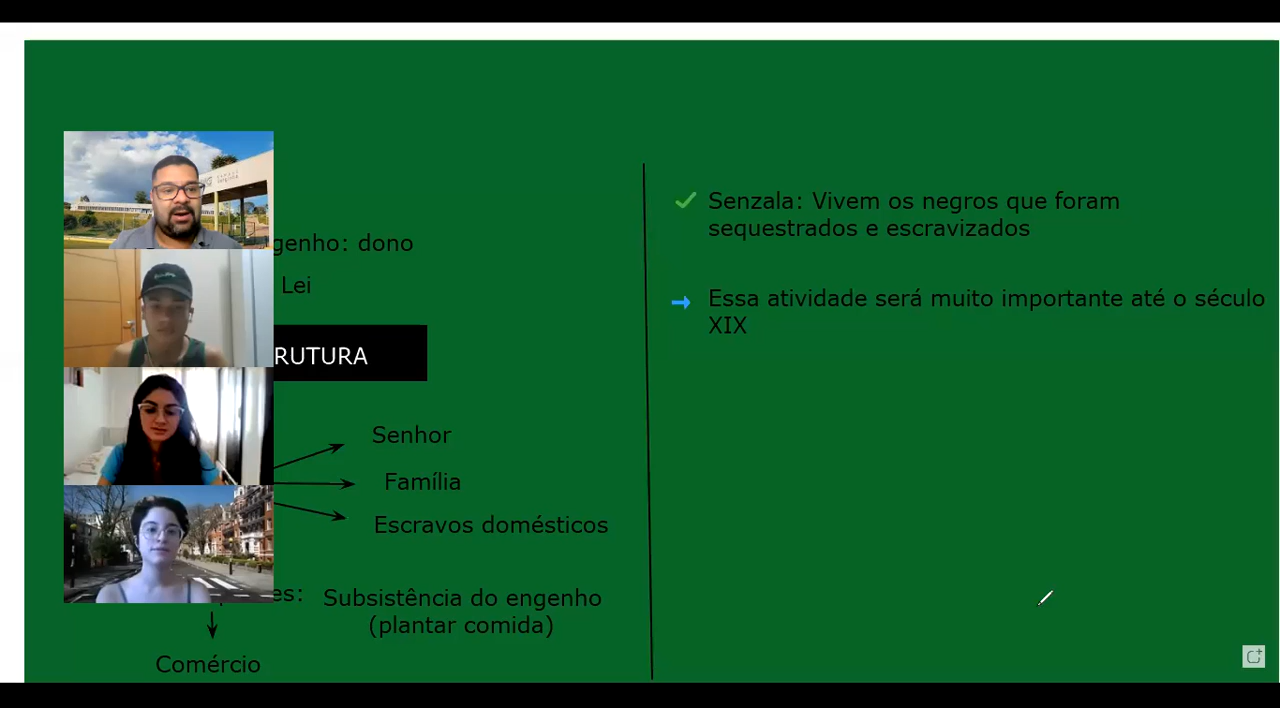 genho: dono
Lei
RUTURA
Senhor
Família
Escravos domésticos
es:
Subsistência do engenho
(plantar comida)
Comércio
Senzala: Vivem os negros que foram
sequestrados e escravizados
Essa atividade será muito importante até o século
XIX